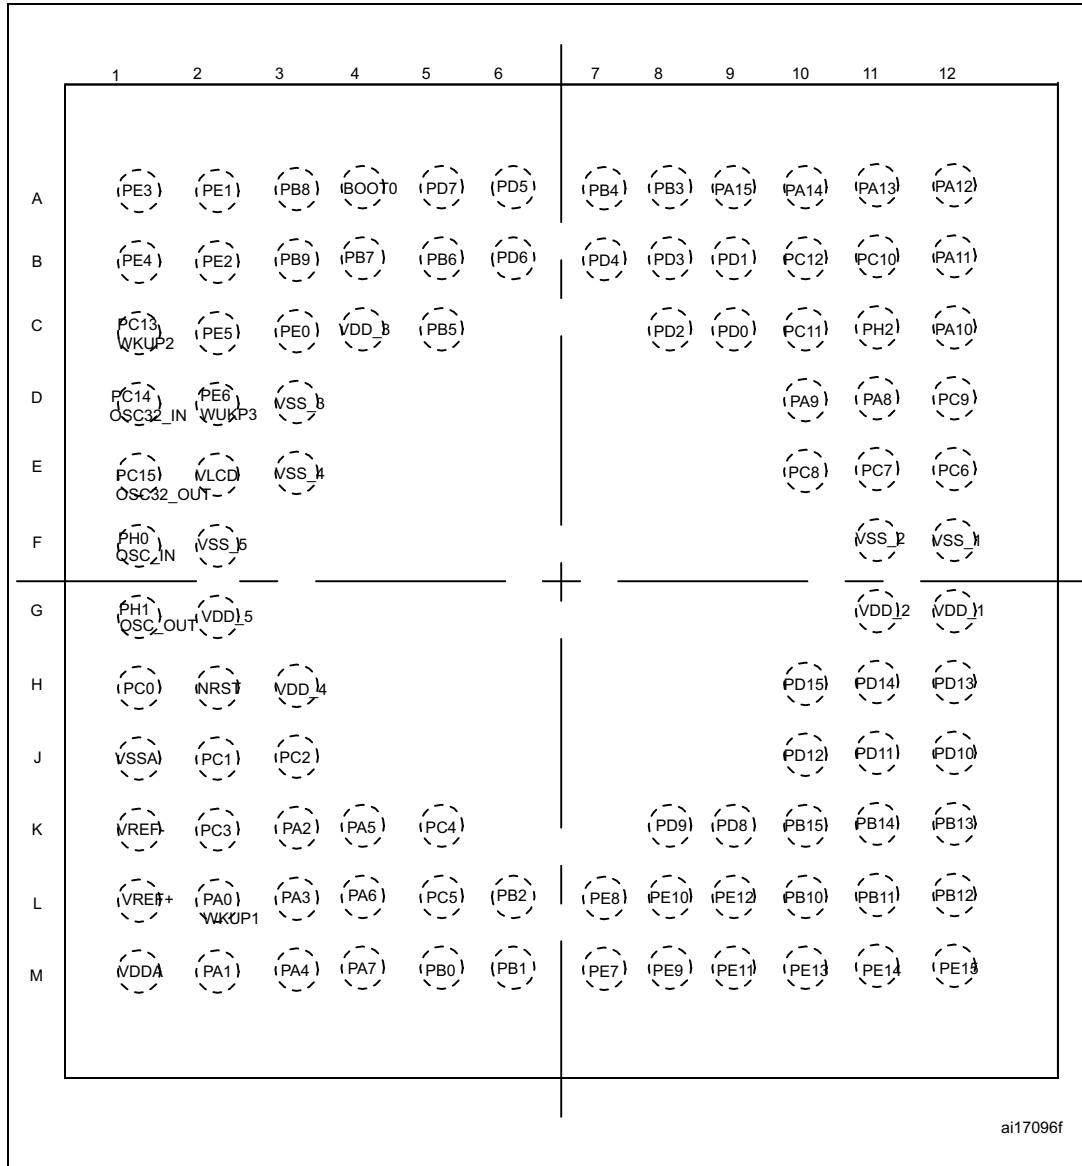 1 2 3 4 5 6 7 8 9 10 11 12
A PE3 PE1 PB8 BOOT0 PD7 PD5 PB4 PB3 PA15 PA14 PA13 PA12
B PE4 PE2 PB9 PB7 PB6 PD6 PD4 PD3 PD1 PC12 PC10 PA11
C PC13 PE5 PE0 VDD_3 PB5 PD2 PD0 PC11 PH2 PA10
WKUP2
D PC14 PE6 VSS_3 PA9 PA8 PC9
OSC32_IN WUKP3
E PC15 VLCD VSS_4 PC8 PC7 PC6
OSC32_OUT
F PH0 VSS_5 VSS_2 VSS_1
OSC_IN
G PH1 VDD_5 VDD_2 VDD_1
OSC_OUT
H PC0 NRST VDD_4 PD15 PD14 PD13
J VSSA PC1 PC2 PD12 PD11 PD10
K VREF- PC3 PA2 PA5 PC4 PD9 PD8 PB15 PB14 PB13
L VREF+ PA0 PA3 PA6 PC5 PB2 PE8 PE10 PE12 PB10 PB11 PB12
WKUP1
M VDDA PA1 PA4 PA7 PB0 PB1 PE7 PE9 PE11 PE13 PE14 PE15
ai17096f